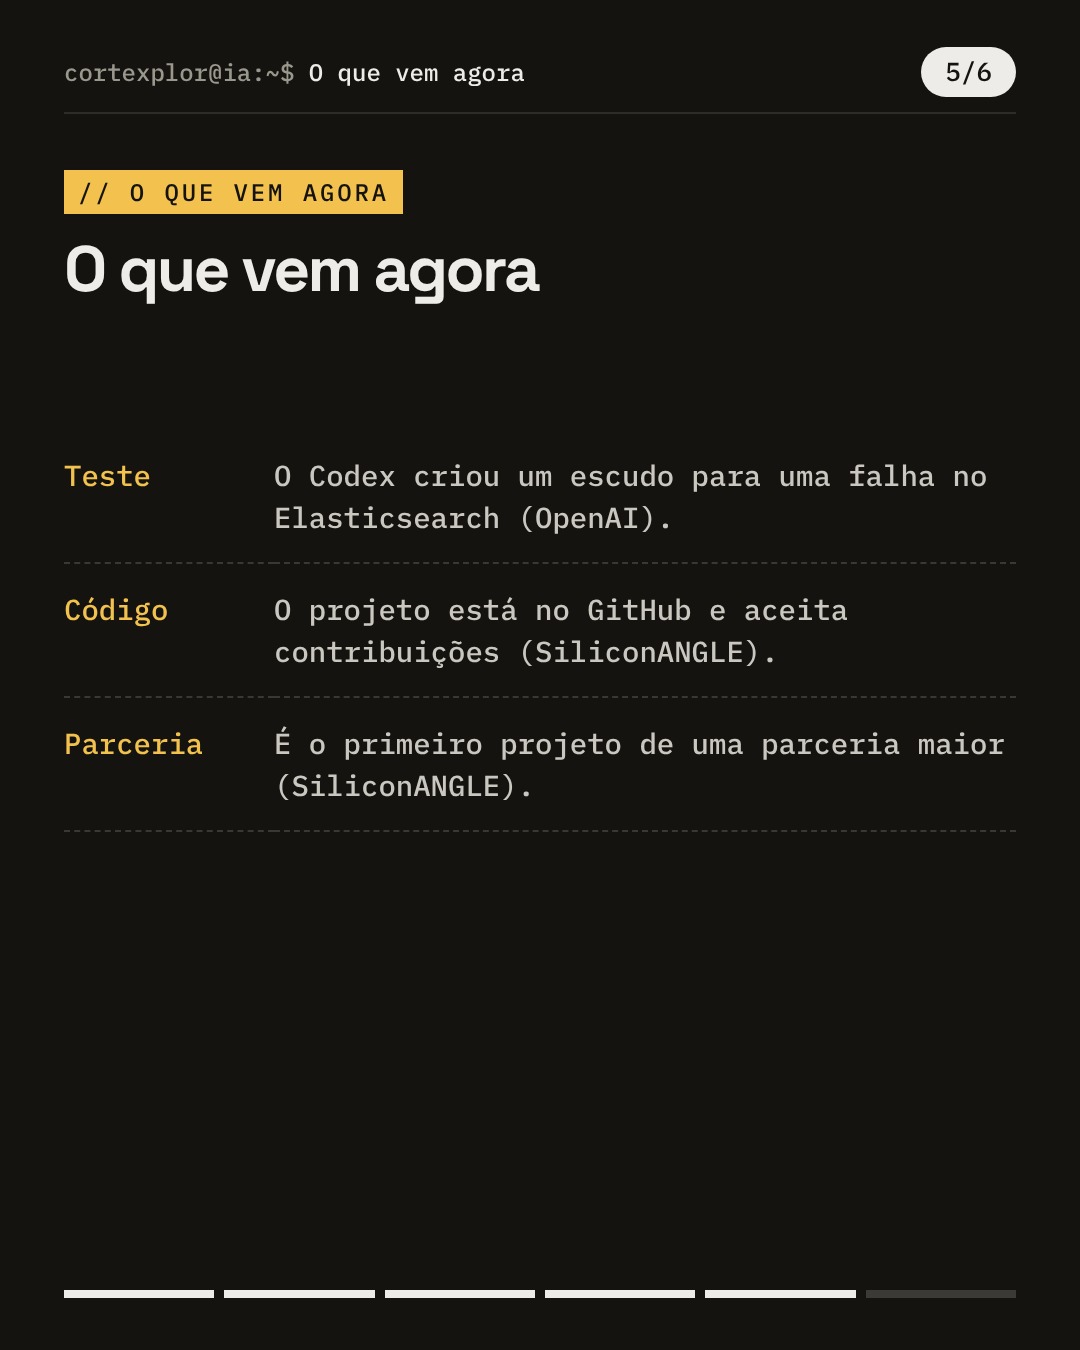 cortexplor@ia:~$ O que vem agora
5/6
// O QUE VEM AGORA
O que vem agora
Teste
O Codex criou um escudo para uma falha no
Elasticsearch (OpenAI).
Código
O projeto está no GitHub e aceita
contribuições (SiliconANGLE).
Parceria
É o primeiro projeto de uma parceria maior
(SiliconANGLE).